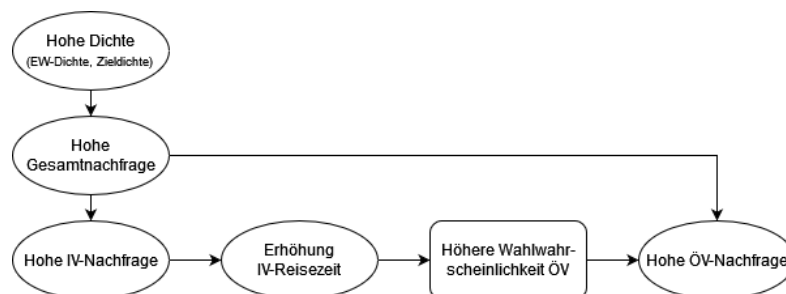 Hohe Dichte
(EW-Dichte, Zieldichte)
Hohe
Gesamtnachfrage
Hohe IV-Nachfrage
Erhöhung
IV-Reisezeit
Höhere Wahlwahr-
scheinlichkeit ÖV
Hohe ÖV-Nachfrage